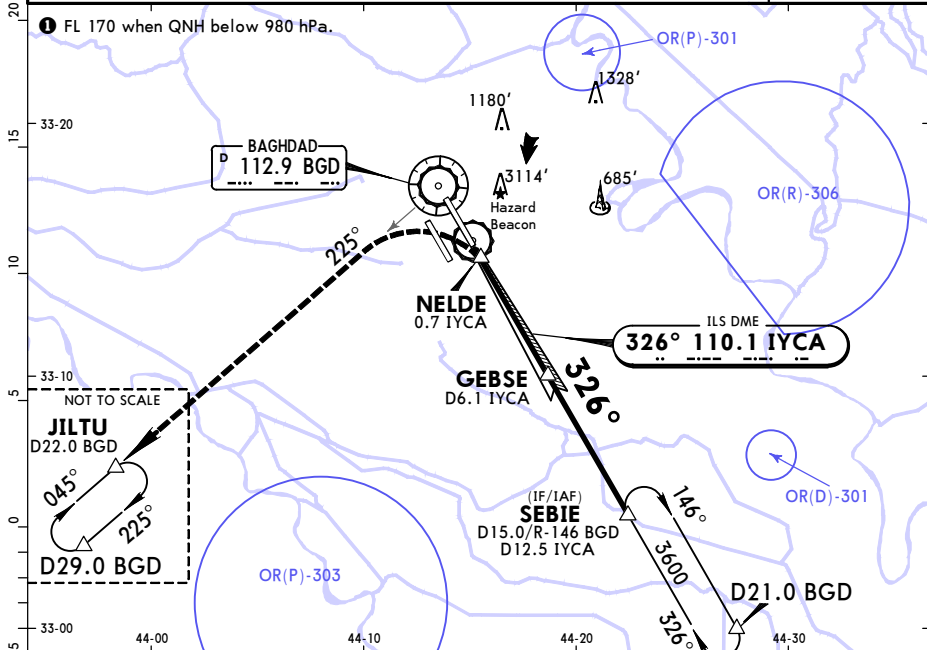 20
❶ FL 170 when QNH below 980 hPa.
OR(P)-301
1328'
1180'
15
33-20
BAGHDAD
D 112.9 BGD
3114'
Hazard
Beacon
685'
OR(R)-306
225°
10
NELDE
0.7 IYCA
ILS DME
326° 110.1 IYCA
33-10
5
GEBSE
D6.1 IYCA
326°
NOT TO SCALE
JILTU
D22.0 BGD
045°
225°
D29.0 BGD
0
(IF/IAF)
SEBIE
D15.0/R-146 BGD
D12.5 IYCA
146°
OR(D)-301
3600
OR(P)-303
D21.0 BGD
326°
33-00
5
44-00
44-10
44-20
44-30